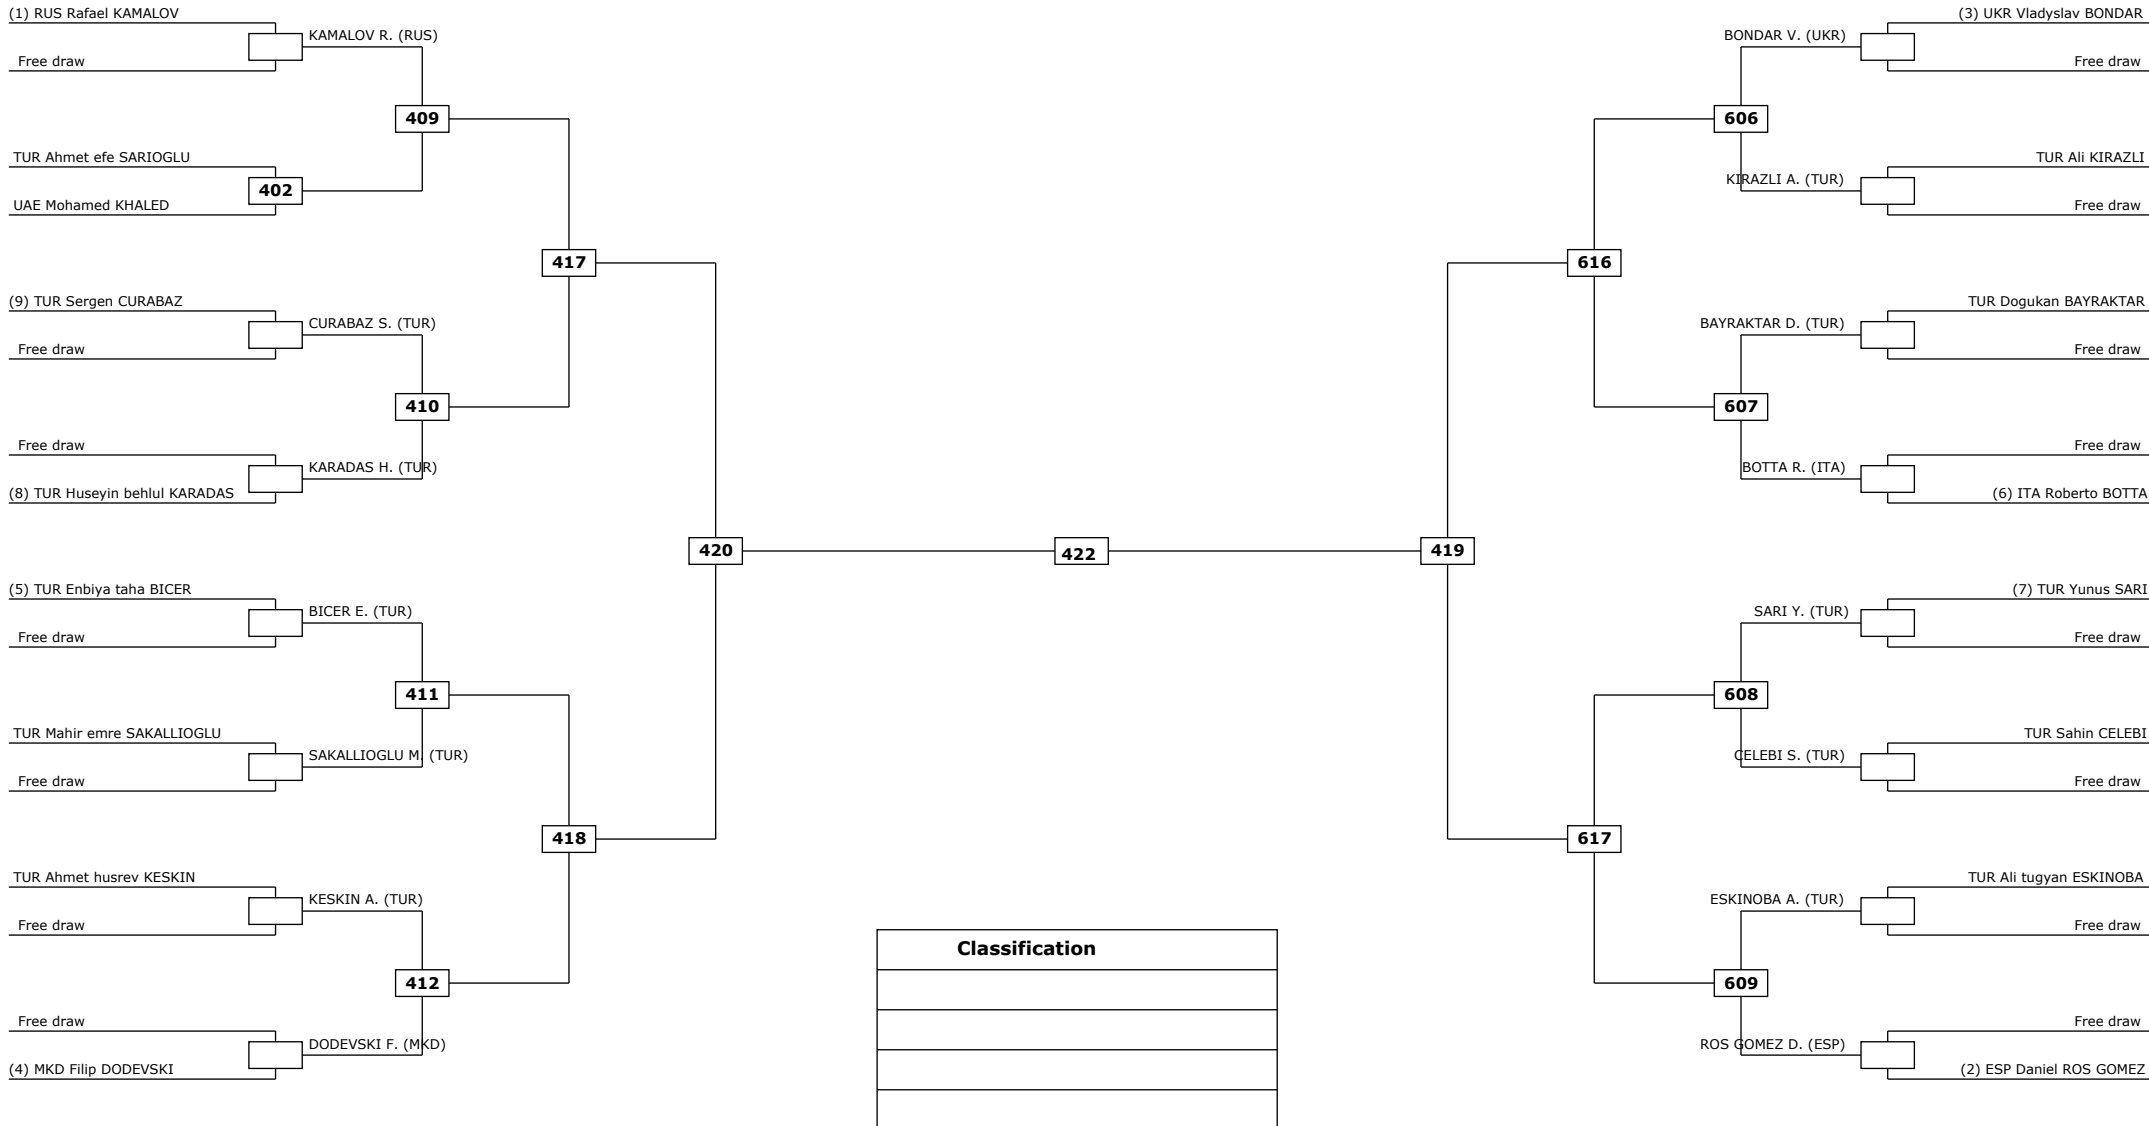 (1) RUS Rafael KAMALOV
KAMALOV R. (RUS)
Free draw
409
TUR Ahmet efe SARIOGLU
402
UAE Mohamed KHALED
417
(9) TUR Sergen CURABAZ
CURABAZ S. (TUR)
Free draw
410
Free draw
KARADAS H. (TUR)
(8) TUR Huseyin behlul KARADAS
420
(5) TUR Enbiya taha BICER
BICER E. (TUR)
Free draw
411
TUR Mahir emre SAKALLIOGLU
SAKALLIOGLU M. (TUR)
Free draw
418
TUR Ahmet husrev KESKIN
KESKIN A. (TUR)
Free draw
412
Free draw
DODEVSKI F. (MKD)
(4) MKD Filip DODEVSKI
422
(3) UKR Vladyslav BONDAR
BONDAR V. (UKR)
Free draw
606
TUR Ali KIRAZLI
KIRAZLI A. (TUR)
Free draw
616
TUR Dogukan BAYRAKTAR
BAYRAKTAR D. (TUR)
Free draw
607
Free draw
BOTTA R. (ITA)
(6) ITA Roberto BOTTA
419
(7) TUR Yunus SARI
SARI Y. (TUR)
Free draw
608
TUR Sahin CELEBI
CELEBI S. (TUR)
Free draw
617
TUR Ali tugyan ESKINOBA
ESKINOBA A. (TUR)
Free draw
609
Free draw
ROS GOMEZ D. (ESP)
(2) ESP Daniel ROS GOMEZ
Classification